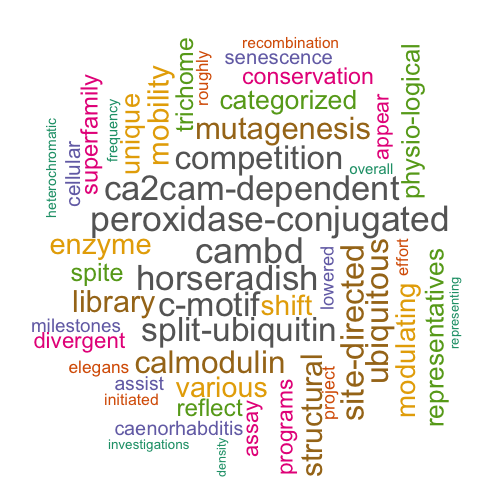 recombination
senescence
conservation
categorized
mutagenesis
competition
overall
ca2cam-dependent
peroxidase-conjugated
cambd
horseradish
c-motif
shift
split-ubiquitin
calmodulin
various
reflect
caenorhabditis
investigations
initiated
assist
elegans
divergent
milestones
library
spite
enzyme
heterochromatic
cellular
superfamily
frequency
unique
mobility
trichome
roughly
appear
physio-logical
lowered
site-directed
ubiquitous
effort
modulating
representatives
representing
structural
project
programs
assay
density